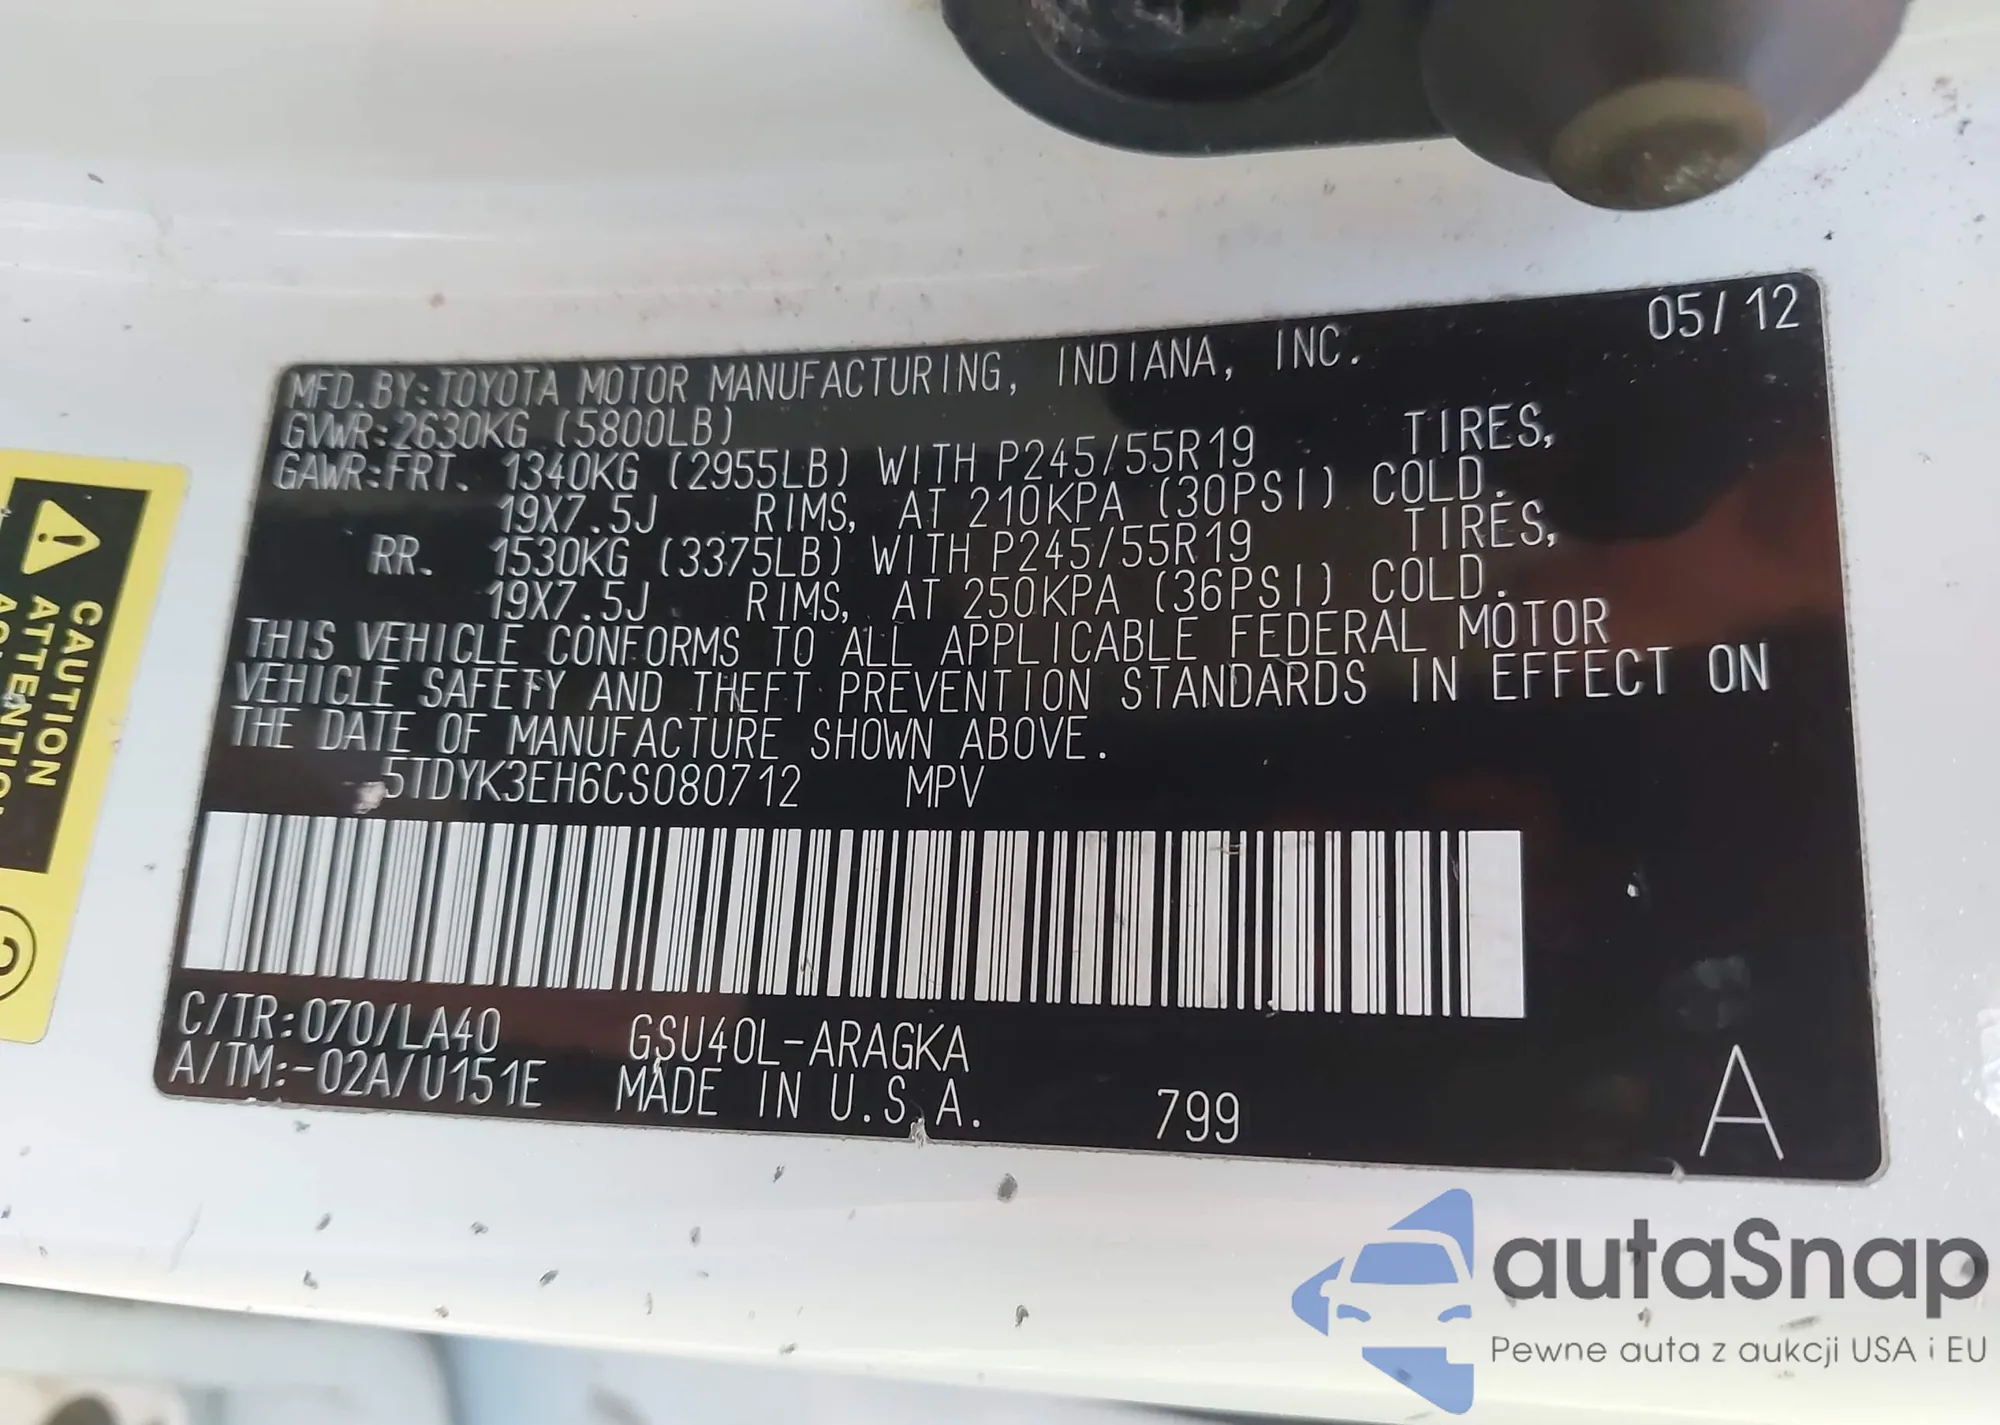 05/12
MFD.BY:TOYOTA MOTOR MANUFACTURING, INDIANA, INC.
GVWR:2630KG (5800LB)
GAWR:FRT. 1340KG (2955LB) WITH P245/55R19 TIRES,
19X7.5J RIMS, AT 210KPA (30PSI) COLD.
RR. 1530KG (3375LB) WITH P245/55R19 TIRES,
19X7.5J RIMS, AT 250KPA (36PSI) COLD.
THIS VEHICLE CONFORMS TO ALL APPLICABLE FEDERAL MOTOR
VEHICLE SAFETY AND THEFT PREVENTION STANDARDS IN EFFECT ON
THE DATE OF MANUFACTURE SHOWN ABOVE.
5TDYK3EH6CS080712 MPV
C/TR:070/LA40 GSU40L-ARAGKA
A/TM:-02A/U151E MADE IN U.S.A. 799 A
CAUTION
ATTENTION
autaSnap
Pewne auta z aukcji USA i EU